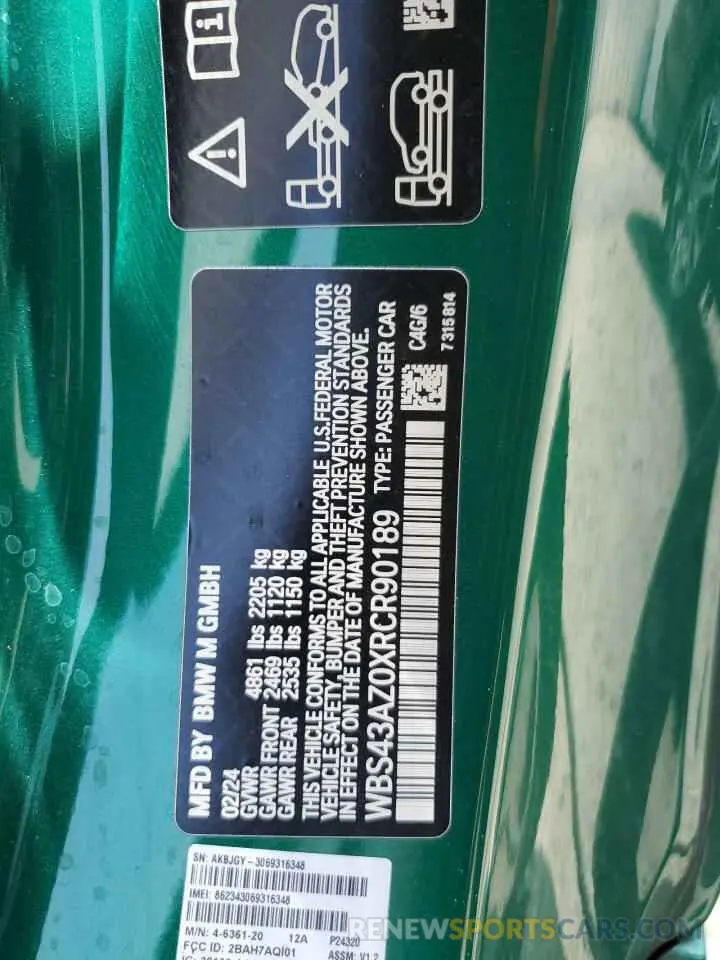 MFD BY BMW M GMBH
02/24
GVWR 4861 lbs 2205 kg
GAWR FRONT 2469 lbs 1120 kg
GAWR REAR 2535 lbs 1150 kg
THIS VEHICLE CONFORMS TO ALL APPLICABLE U.S.FEDERAL MOTOR
VEHICLE SAFETY, BUMPER AND THEFT PREVENTION STANDARDS
IN EFFECT ON THE DATE OF MANUFACTURE SHOWN ABOVE.
WBS43AZ0XRCR90189 TYPE: PASSENGER CAR
C4G/6
7315814
SN: AKBJGY-3069316348
IMEI: 862343069316348
M/N: 4-6361-20 12A P24320
FCC ID: 2BAH7AQI01 ASSM: V1.2
RENEWSPORTSCARS.COM